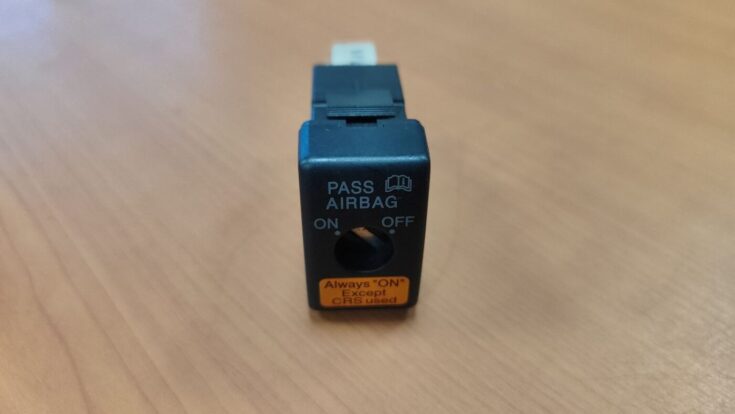 PASS
AIRBAG
ON OFF
Always "ON"
Except
CRS used